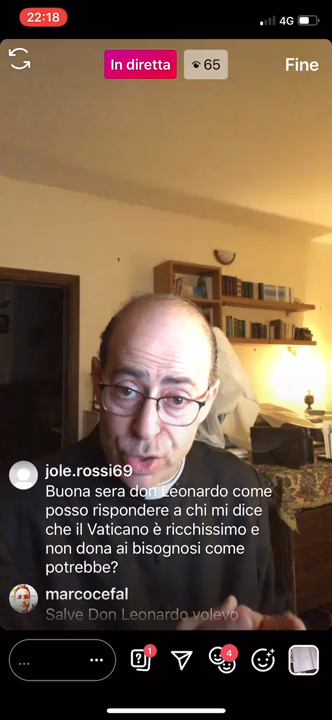 22:18
4G
In diretta
65
Fine
jole.rossi69
Buona sera don Leonardo come
posso rispondere a chi mi dice
che il Vaticano è ricchissimo e
non dona ai bisognosi come
potrebbe?
marcocefal
Salve Don Leonardo volevo
...
1
4